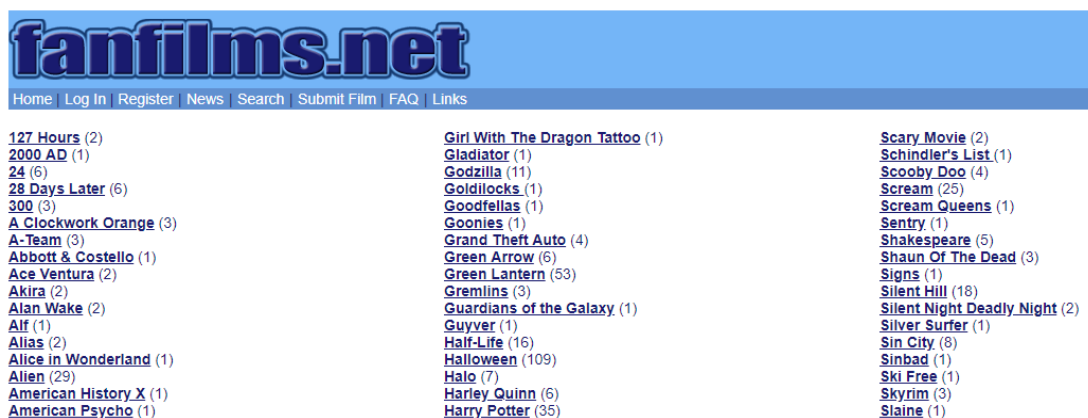 fanfilms.net
Home | Log In | Register | News | Search | Submit Film | FAQ | Links
127 Hours (2)
2000 AD (1)
24 (6)
28 Days Later (6)
300 (3)
A Clockwork Orange (3)
A-Team (3)
Abbott & Costello (1)
Ace Ventura (2)
Akira (2)
Alan Wake (2)
Alf (1)
Alias (2)
Alice in Wonderland (1)
Alien (29)
American History X (1)
American Psycho (1)
Girl With The Dragon Tattoo (1)
Gladiator (1)
Godzilla (11)
Goldilocks (1)
Goodfellas (1)
Goonies (1)
Grand Theft Auto (4)
Green Arrow (6)
Green Lantern (53)
Gremlins (3)
Guardians of the Galaxy (1)
Guyver (1)
Half-Life (16)
Halloween (109)
Halo (7)
Harley Quinn (6)
Harry Potter (35)
Scary Movie (2)
Schindler's List (1)
Scooby Doo (4)
Scream (25)
Scream Queens (1)
Sentry (1)
Shakespeare (5)
Shaun Of The Dead (3)
Signs (1)
Silent Hill (18)
Silent Night Deadly Night (2)
Silver Surfer (1)
Sin City (8)
Sinbad (1)
Ski Free (1)
Skyrim (3)
Slaine (1)